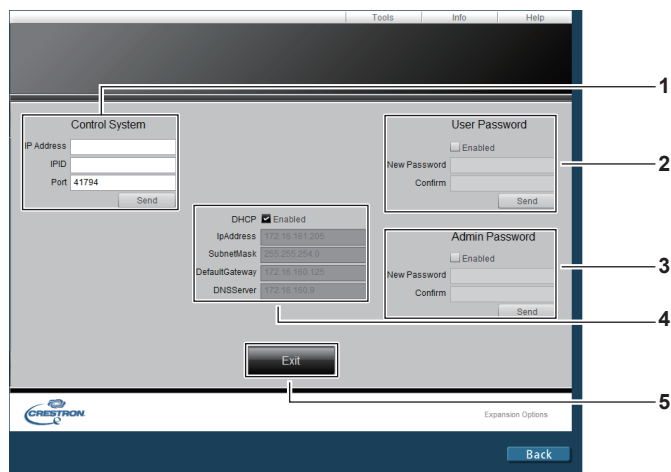 Tools Info Help
1
Control System
IP Address
IPID
Port 41794
Send
User Password
Enabled
New Password
Confirm
Send
2
Admin Password
Enabled
New Password
Confirm
Send
3
DHCP Enabled
IpAddress 172.16.161.205
SubnetMask 255.255.254.0
DefaultGateway 172.16.160.125
DNSServer 172.16.160.9
4
Exit
5
CRESTRON
Expansion Options
Back